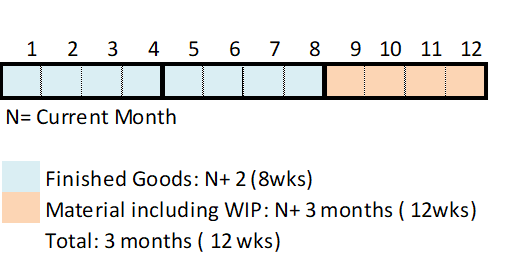 1 2 3 4 5 6 7 8 9 10 11 12
N= Current Month
Finished Goods: N+ 2 (8wks)
Material including WIP: N+ 3 months ( 12wks)
Total: 3 months ( 12 wks)